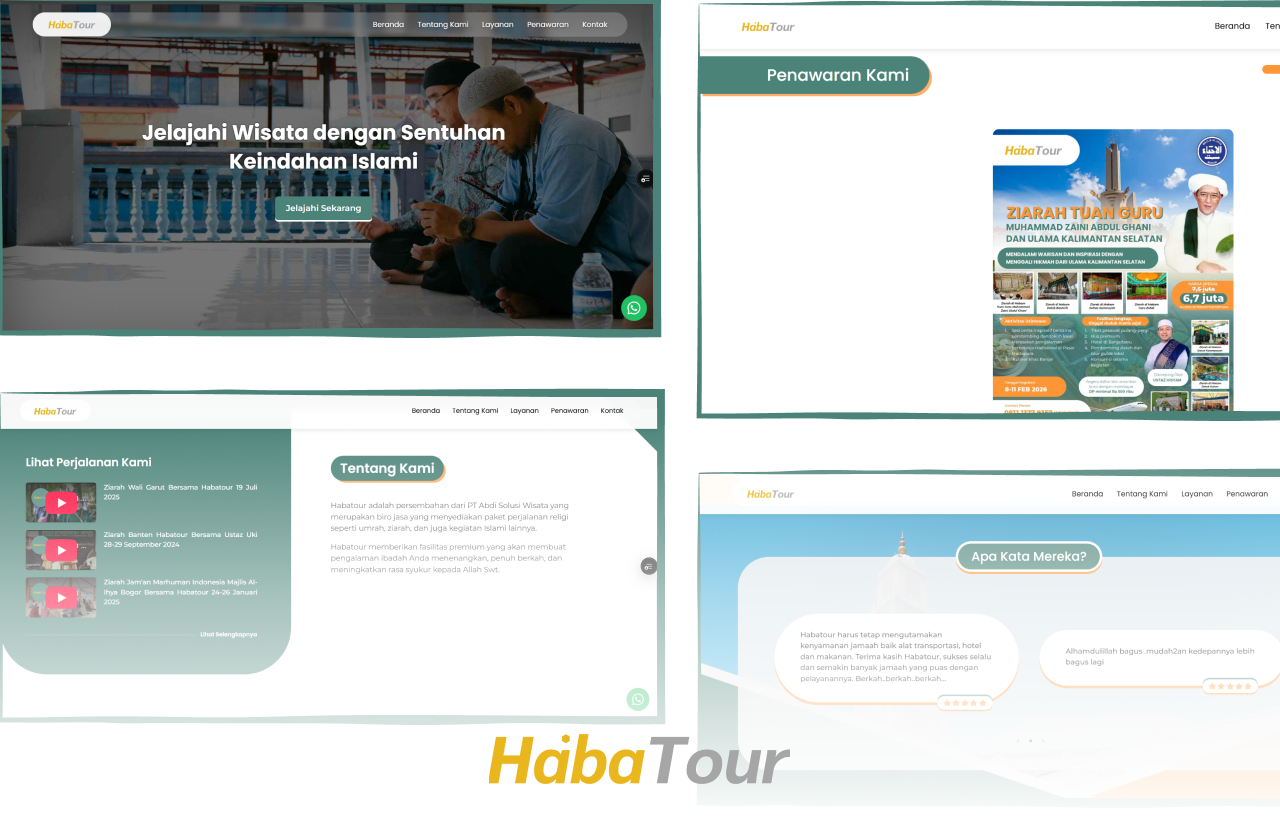 HabaTour
Beranda Tentang Kami Layanan Penawaran Kontak
Jelajahi Wisata dengan Sentuhan
Keindahan Islami
Jelajahi Sekarang
HabaTour
Beranda
Penawaran Kami
HabaTour
ZIARAH TUAN GURU
MUHAMMAD ZAINI ABDUL GHANI
DAN ULAMA KALIMANTAN SELATAN
MENDALAMI WARISAN DAN INSPIRASI DENGAN
MENGGALI HIKMAH DARI ULAMA KALIMANTAN SELATAN
7,5 juta
6,7 juta
8-11 FEB 2026
HabaTour
Beranda Tentang Kami Layanan Penawaran Kontak
Lihat Perjalanan Kami
Ziarah Wali Garut Bersama Habatour 19 Juli
2025
Ziarah Banten Habatour Bersama Ustaz Uki
28-29 September 2024
Ziarah Jam'an Marhuman Indonesia Majlis Al-
ihya Bogor Bersama Habatour 24-26 Januari
2025
Lihat Selengkapnya
Tentang Kami
Habatour adalah persembahan dari PT Abdi Solusi Wisata yang
merupakan biro jasa yang menyediakan paket perjalanan religi
seperti umrah, ziarah, dan juga kegiatan islami lainnya.
Habatour memberikan fasilitas premium yang akan membuat
pengalaman ibadah Anda menenangkan, penuh berkah, dan
meningkatkan rasa syukur kepada Allah Swt.
HabaTour
Beranda Tentang Kami Layanan Penawaran
Apa Kata Mereka?
Habatour harus tetap mengutamakan
kenyamanan jamaah baik alat transportasi, hotel
dan makanan. Terima kasih Habatour, sukses selalu
dan semakin banyak jamaah yang puas dengan
pelayanannya. Berkah..berkah..berkah...
Alhamdulillah bagus .mudah2an kedepannya lebih
bagus lagi
HabaTour